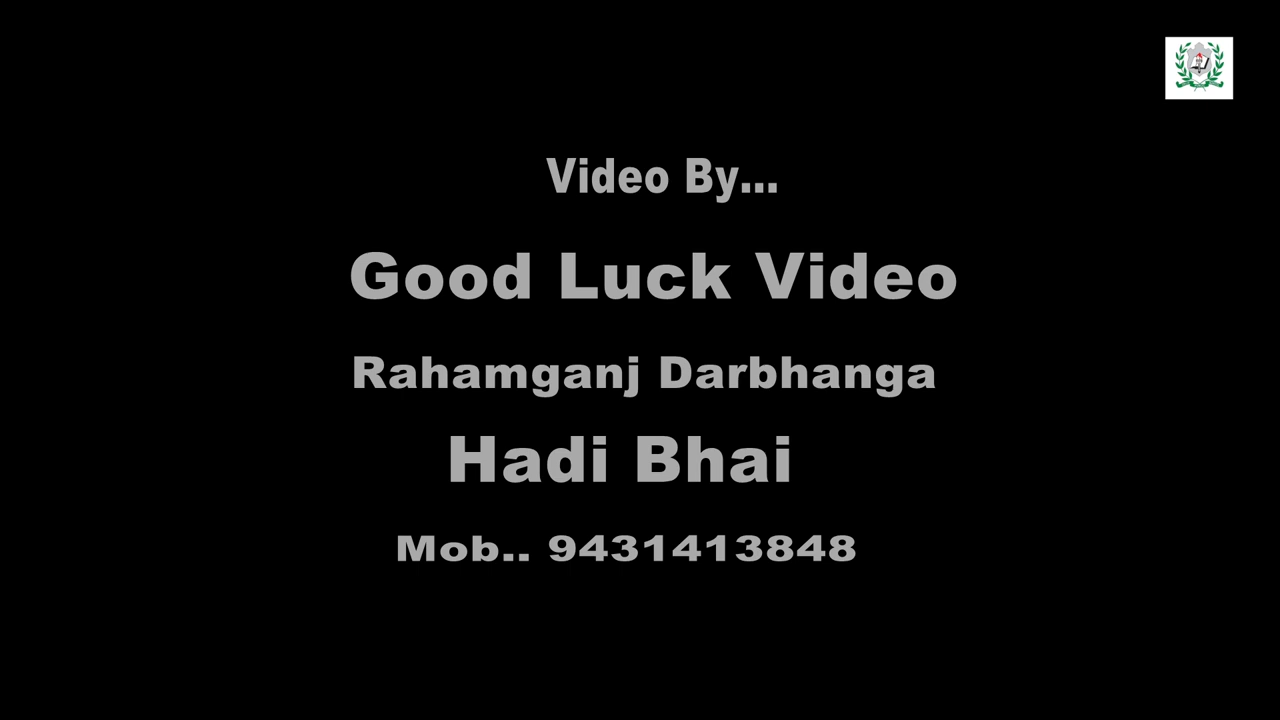 Video By...
Good Luck Video
Rahamganj Darbhanga
Hadi Bhai
Mob.. 9431413848